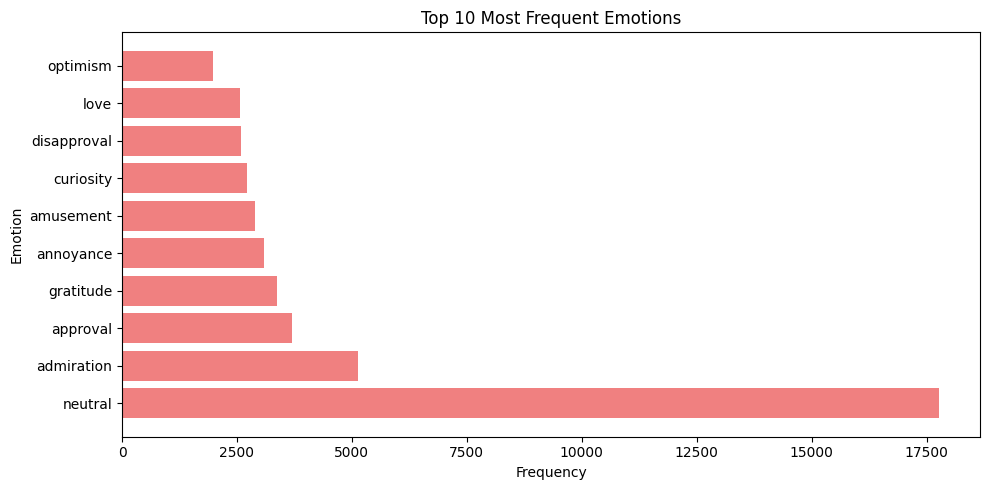 Top 10 Most Frequent Emotions
Emotion
optimism
love
disapproval
curiosity
amusement
annoyance
gratitude
approval
admiration
neutral
0 2500 5000 7500 10000 12500 15000 17500
Frequency